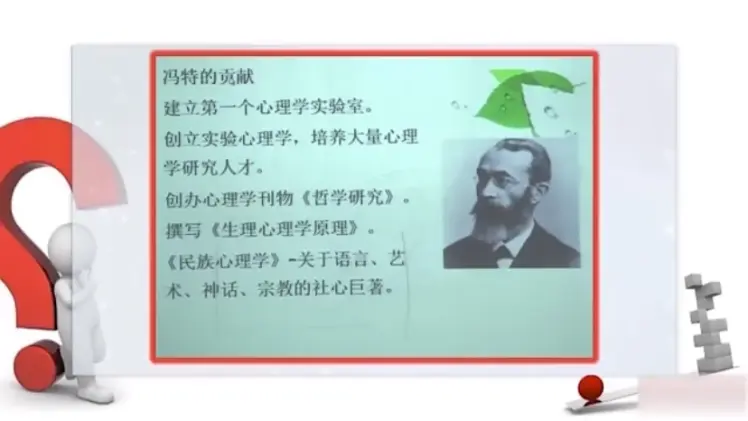 冯特的贡献
建立第一个心理学实验室。
创立实验心理学，培养大量心理
学研究人才。
创办心理学刊物《哲学研究》。
撰写《生理心理学原理》。
《民族心理学》-关于语言、艺
术、神话、宗教的社心巨著。